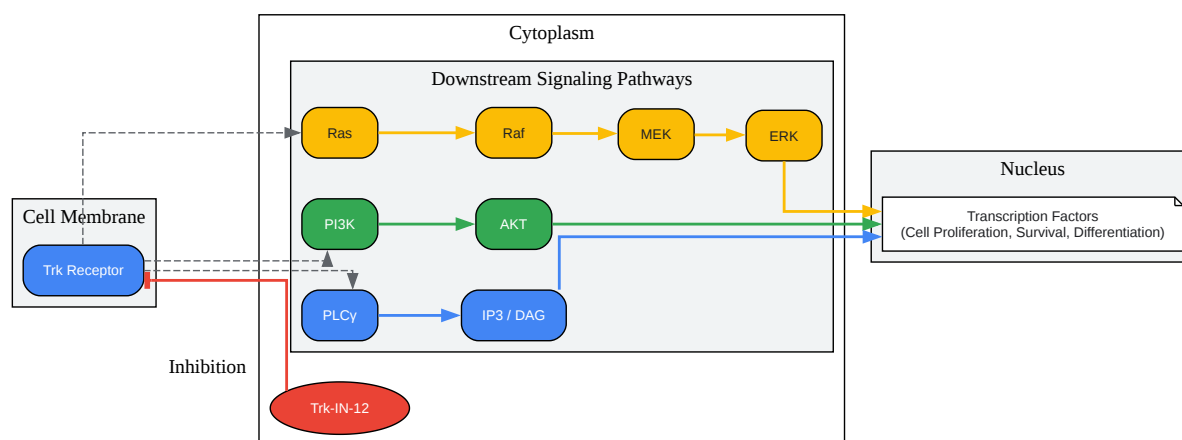 Cytoplasm
Downstream Signaling Pathways
Ras
Raf
MEK
ERK
Nucleus
Transcription Factors
(Cell Proliferation, Survival, Differentiation)
Cell Membrane
Trk Receptor
PI3K
AKT
PLCγ
IP3 / DAG
Inhibition
Trk-IN-12